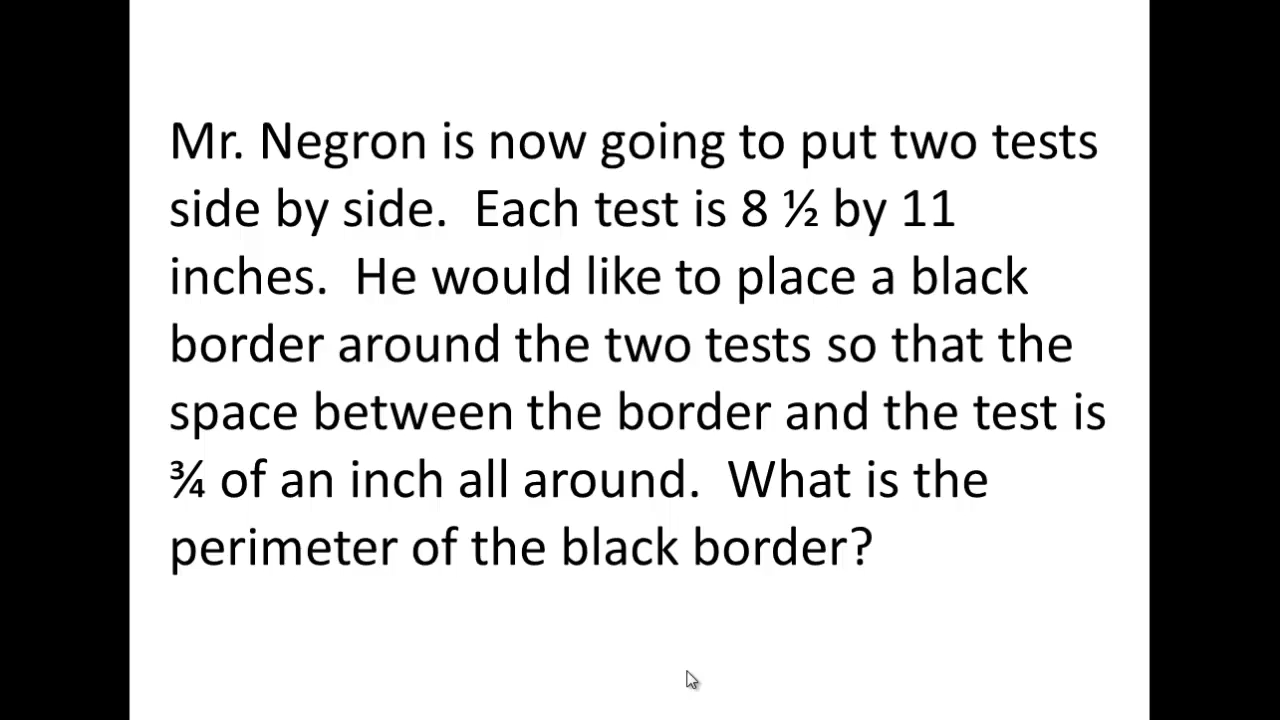 Mr. Negron is now going to put two tests
side by side.  Each test is 8 ½ by 11
inches.  He would like to place a black
border around the two tests so that the
space between the border and the test is
¾ of an inch all around.  What is the
perimeter of the black border?